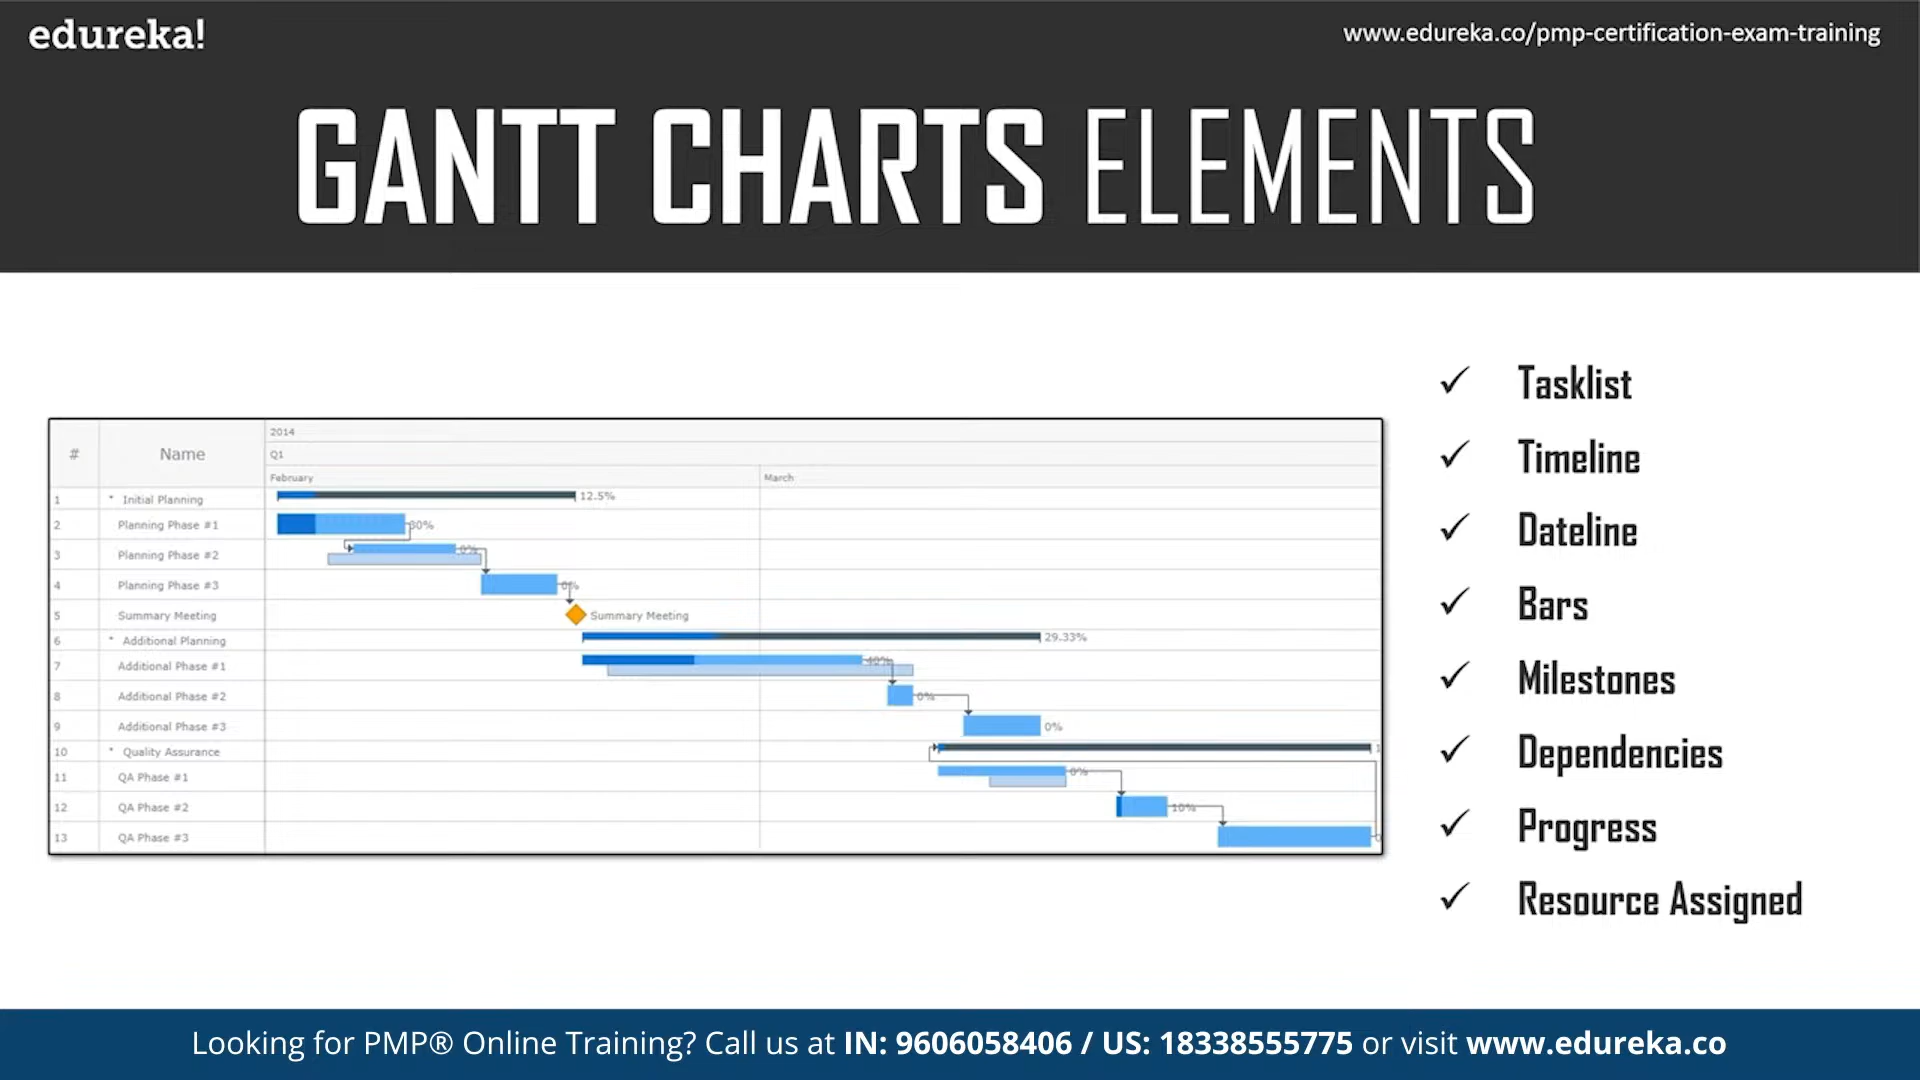 edureka!
www.edureka.co/pmp-certification-exam-training
GANTT CHARTS ELEMENTS
# Name 2014
Q1
February March
1 Initial Planning 12.5%
2 Planning Phase #1 30%
3 Planning Phase #2 0%
4 Planning Phase #3 0%
5 Summary Meeting Summary Meeting
6 Additional Planning 29.33%
7 Additional Phase #1 40%
8 Additional Phase #2 0%
9 Additional Phase #3 0%
10 Quality Assurance
11 QA Phase #1 0%
12 QA Phase #2 10%
13 QA Phase #3
✓ Tasklist
✓ Timeline
✓ Dateline
✓ Bars
✓ Milestones
✓ Dependencies
✓ Progress
✓ Resource Assigned
Looking for PMP® Online Training? Call us at IN: 9606058406 / US: 18338555775 or visit www.edureka.co